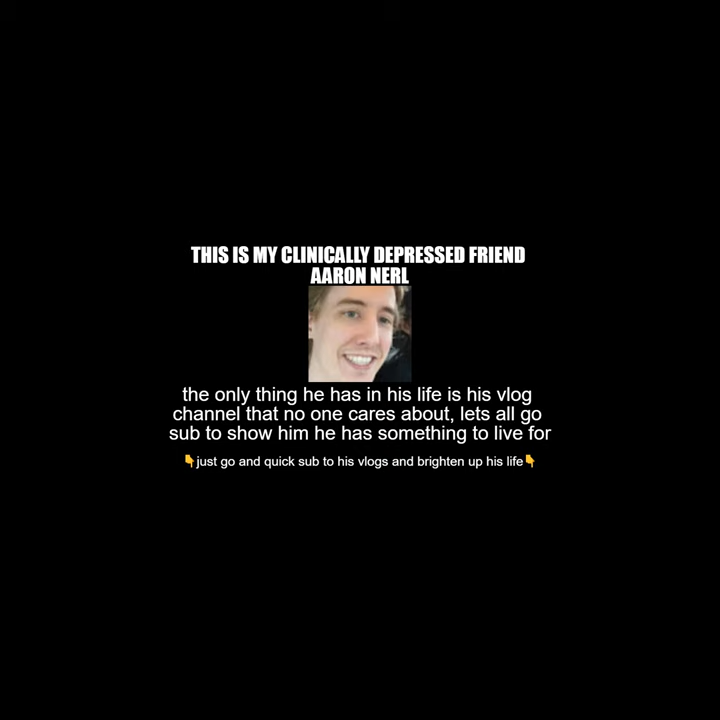 THIS IS MY CLINICALLY DEPRESSED FRIEND
AARON NERL
the only thing he has in his life is his vlog
channel that no one cares about, lets all go
sub to show him he has something to live for
👇just go and quick sub to his vlogs and brighten up his life👇